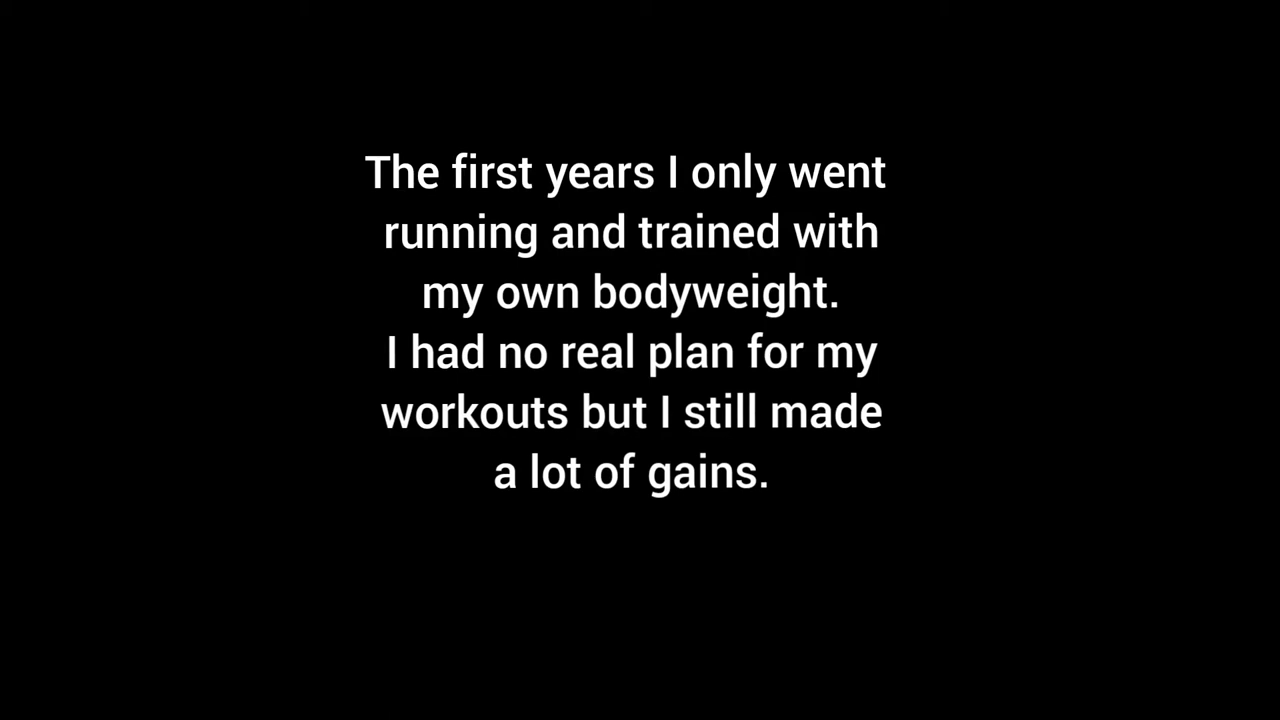 The first years I only went
running and trained with
my own bodyweight.
I had no real plan for my
workouts but I still made
a lot of gains.